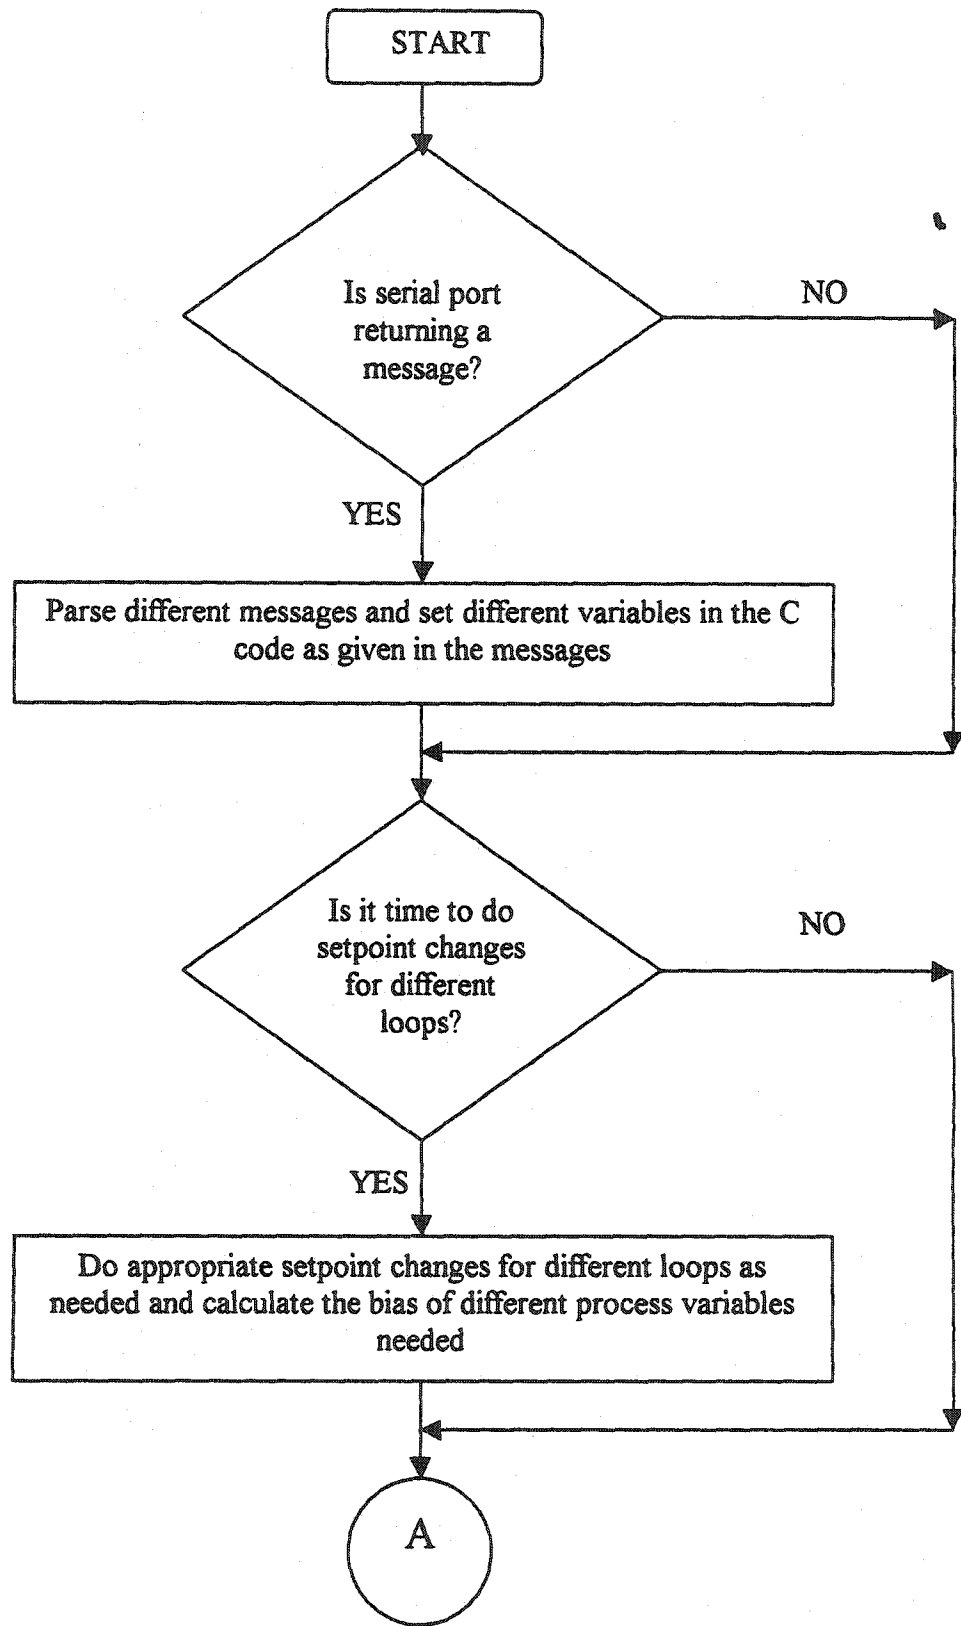 START
Is serial port
returning a
message?
NO
YES
Parse different messages and set different variables in the C
code as given in the messages
Is it time to do
setpoint changes
for different
loops?
NO
YES
Do appropriate setpoint changes for different loops as
needed and calculate the bias of different process variables
needed
A